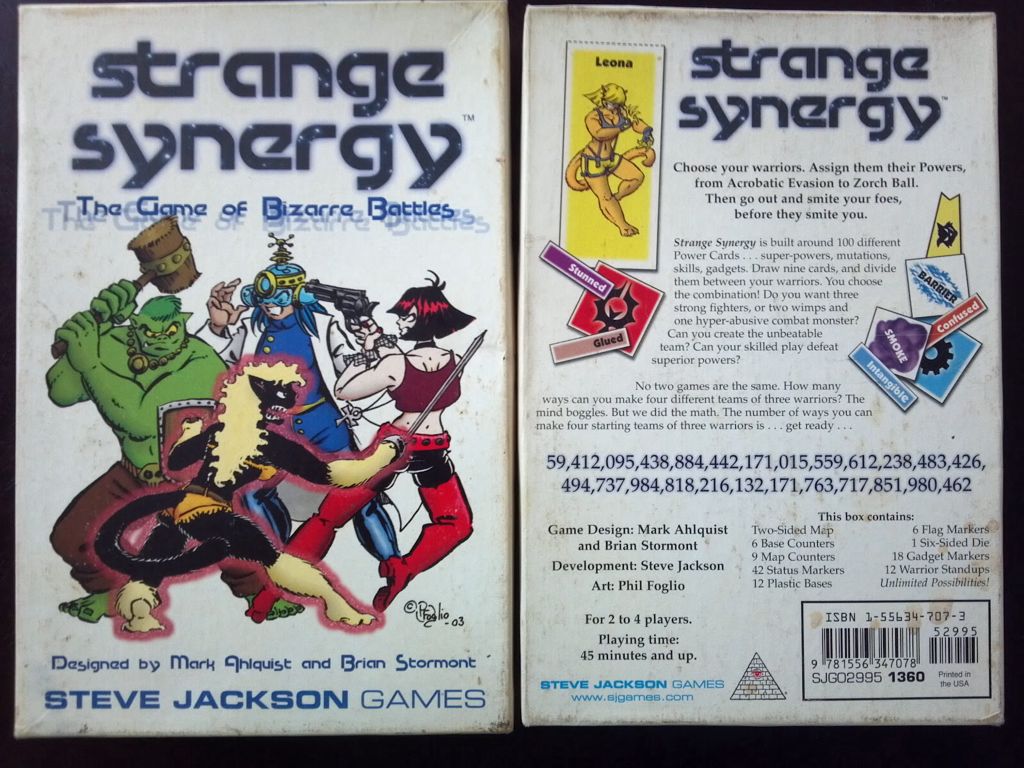 strange
synergy™
The Game of Bizarre Battles
©PFoglio -03
Designed by Mark Ahlquist and Brian Stormont
STEVE JACKSON GAMES
Leona
strange
synergy™
Choose your warriors. Assign them their Powers,
from Acrobatic Evasion to Zorch Ball.
Then go out and smite your foes,
before they smite you.
Strange Synergy is built around 100 different
Power Cards . . . super-powers, mutations,
skills, gadgets. Draw nine cards, and divide
them between your warriors. You choose
the combination! Do you want three
strong fighters, or two wimps and
one hyper-abusive combat monster?
Can you create the unbeatable
team? Can your skilled play defeat
superior powers?
Stunned
Glued
BARRIER
Confused
SMOKE
Intangible
No two games are the same. How many
ways can you make four different teams of three warriors? The
mind boggles. But we did the math. The number of ways you can
make four starting teams of three warriors is . . . get ready . . .
59,412,095,438,884,442,171,015,559,612,238,483,426,
494,737,984,818,216,132,171,763,717,851,980,462
Game Design: Mark Ahlquist
and Brian Stormont
Development: Steve Jackson
Art: Phil Foglio
For 2 to 4 players.
Playing time:
45 minutes and up.
STEVE JACKSON GAMES
www.sjgames.com
This box contains:
Two-Sided Map
6 Base Counters
9 Map Counters
42 Status Markers
12 Plastic Bases
6 Flag Markers
1 Six-Sided Die
18 Gadget Markers
12 Warrior Standups
Unlimited Possibilities!
ISBN 1-55634-707-3
52995
9 781556 347078
SJG02995 1360
Printed in
the USA